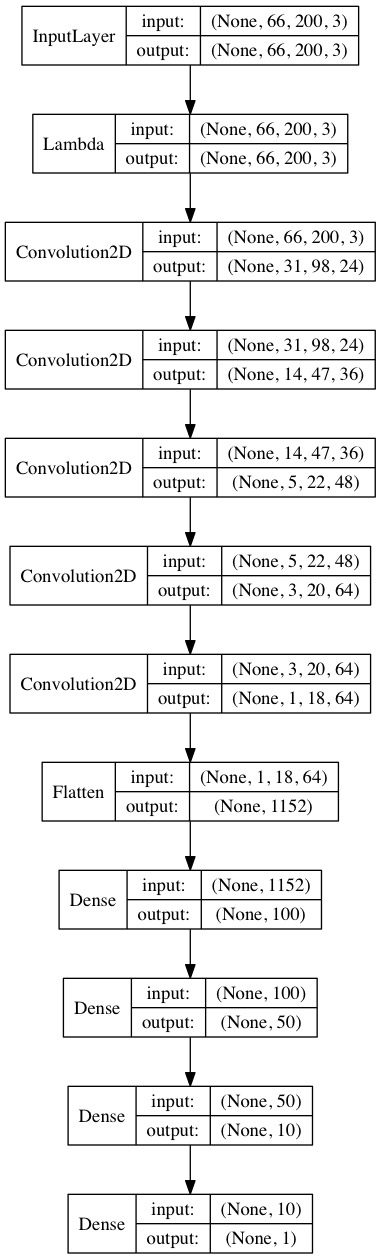 InputLayer
input: (None, 66, 200, 3)
output: (None, 66, 200, 3)
Lambda
input: (None, 66, 200, 3)
output: (None, 66, 200, 3)
Convolution2D
input: (None, 66, 200, 3)
output: (None, 31, 98, 24)
Convolution2D
input: (None, 31, 98, 24)
output: (None, 14, 47, 36)
Convolution2D
input: (None, 14, 47, 36)
output: (None, 5, 22, 48)
Convolution2D
input: (None, 5, 22, 48)
output: (None, 3, 20, 64)
Convolution2D
input: (None, 3, 20, 64)
output: (None, 1, 18, 64)
Flatten
input: (None, 1, 18, 64)
output: (None, 1152)
Dense
input: (None, 1152)
output: (None, 100)
Dense
input: (None, 100)
output: (None, 50)
Dense
input: (None, 50)
output: (None, 10)
Dense
input: (None, 10)
output: (None, 1)